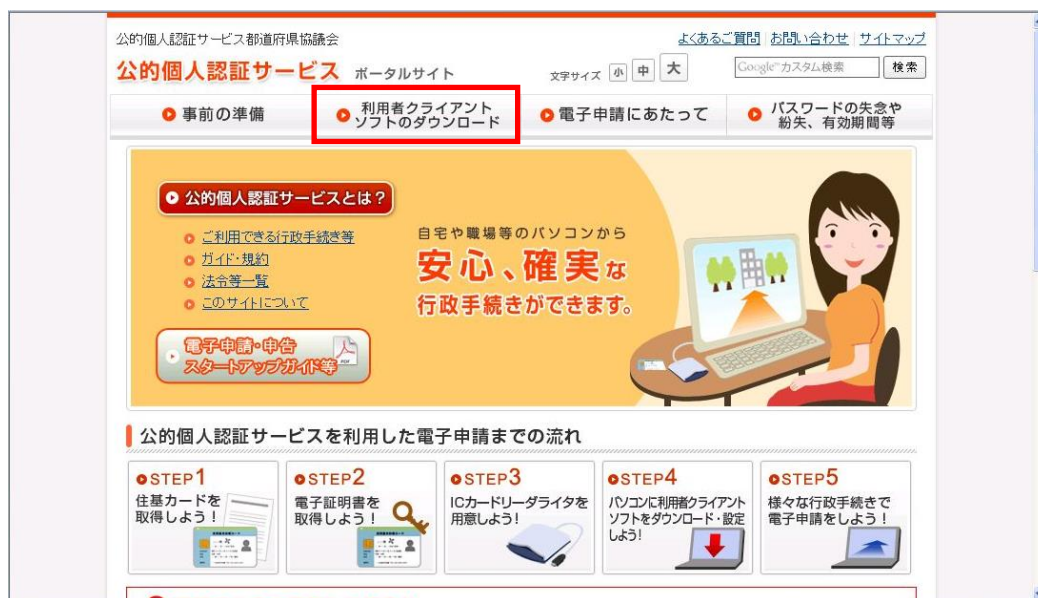 公的個人認証サービス都道府県協議会
よくあるご質問 お問い合わせ サイトマップ
公的個人認証サービス ポータルサイト
文字サイズ 小 中 大
Google™カスタム検索 検索
事前の準備
利用者クライアント
ソフトのダウンロード
電子申請にあたって
パスワードの失念や
紛失、有効期間等
公的個人認証サービスとは?
ご利用できる行政手続き等
ガイド・規約
法令等一覧
このサイトについて
電子申請・申告
スタートアップガイド等
自宅や職場等のパソコンから
安心、確実な
行政手続きができます。
公的個人認証サービスを利用した電子申請までの流れ
STEP1
住基カードを
取得しよう!
STEP2
電子証明書を
取得しよう!
STEP3
ICカードリーダライタを
用意しよう!
STEP4
パソコンに利用者クライアント
ソフトをダウンロード・設定
しよう!
STEP5
様々な行政手続きで
電子申請をしよう!